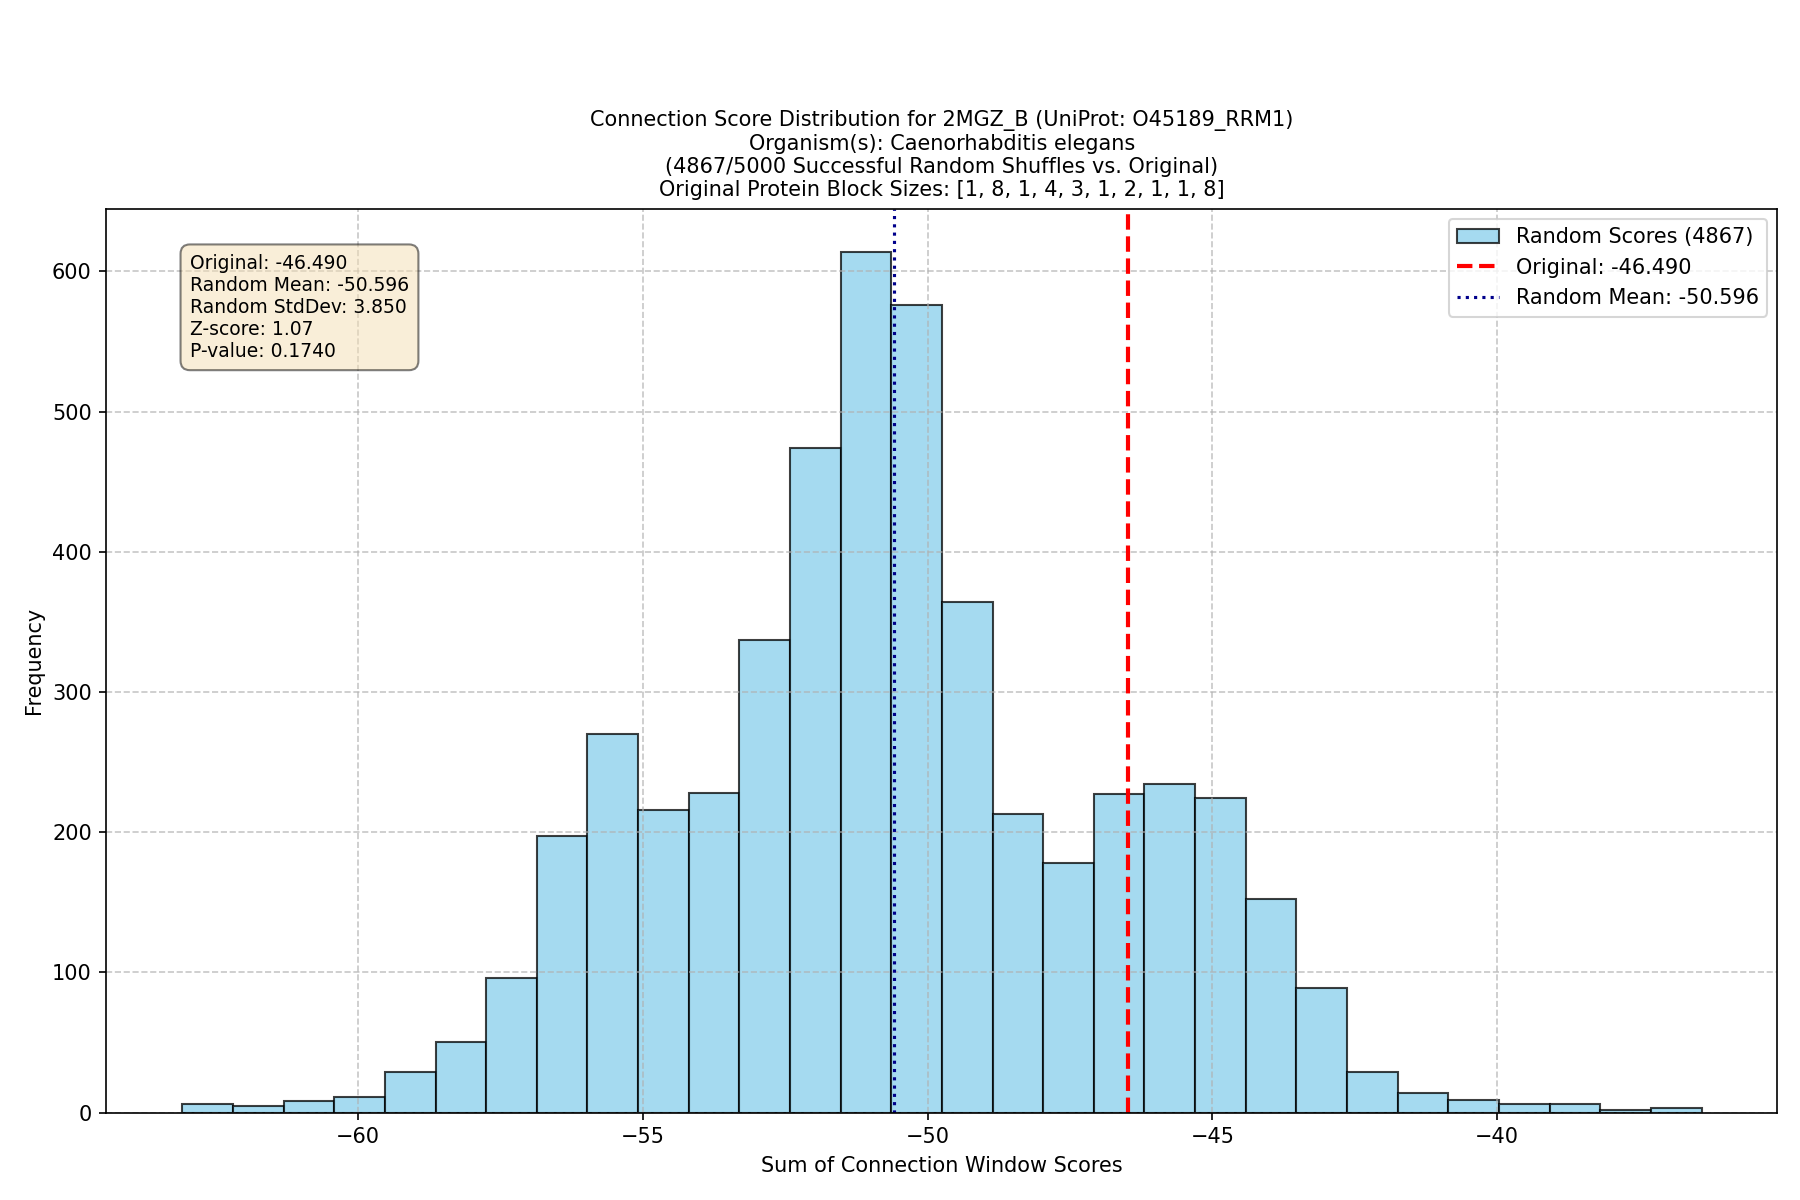 Connection Score Distribution for 2MGZ_B (UniProt: O45189_RRM1)
Organism(s): Caenorhabditis elegans
(4867/5000 Successful Random Shuffles vs. Original)
Original Protein Block Sizes: [1, 8, 1, 4, 3, 1, 2, 1, 1, 8]
Original: -46.490
Random Mean: -50.596
Random StdDev: 3.850
Z-score: 1.07
P-value: 0.1740
Random Scores (4867)
Original: -46.490
Random Mean: -50.596
Frequency
600
500
400
300
200
100
0
−60
−55
−50
−45
−40
Sum of Connection Window Scores